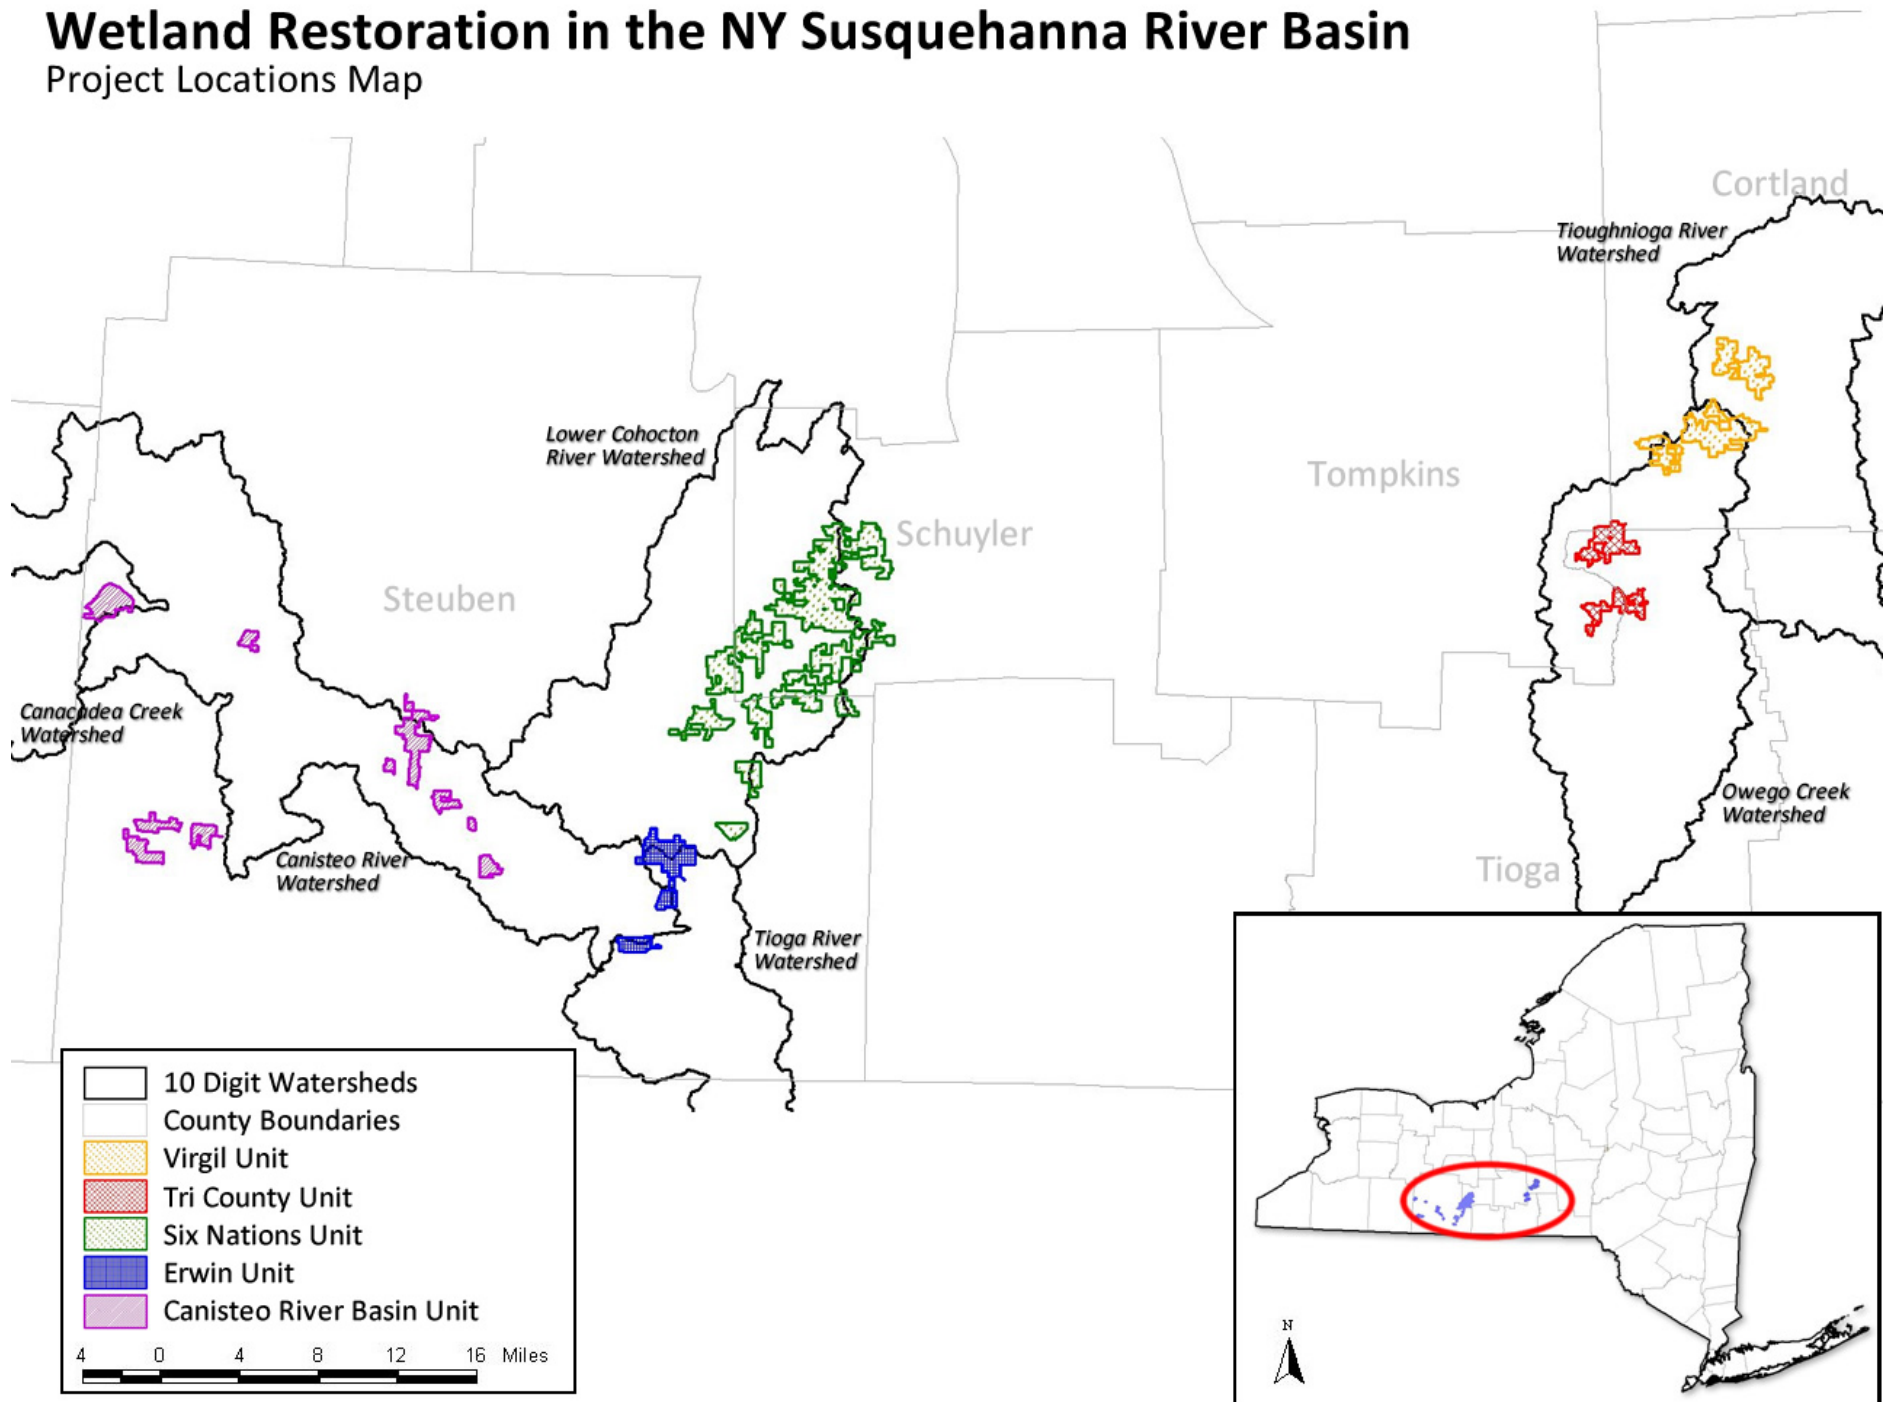 Wetland Restoration in the NY Susquehanna River Basin
Project Locations Map
Cortland
Tioughnioga River
Watershed
Lower Cohocton
River Watershed
Tompkins
Schuyler
Steuben
Canacadea Creek
Watershed
Owego Creek
Watershed
Canisteo River
Watershed
Tioga
Tioga River
Watershed
10 Digit Watersheds
County Boundaries
Virgil Unit
Tri County Unit
Six Nations Unit
Erwin Unit
Canisteo River Basin Unit
4 0 4 8 12 16 Miles
N